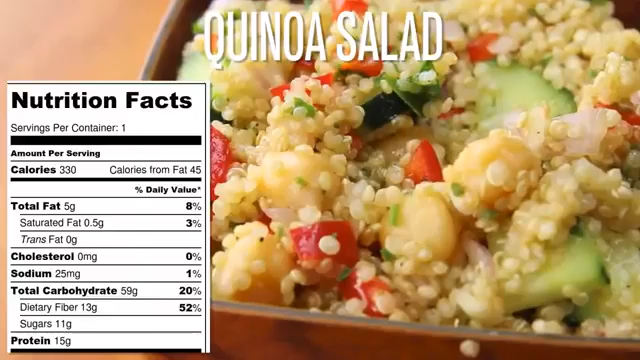 QUINOA SALAD
Nutrition Facts
Servings Per Container: 1
Amount Per Serving
Calories 330 Calories from Fat 45
% Daily Value*
Total Fat 5g 8%
Saturated Fat 0.5g 3%
Trans Fat 0g
Cholesterol 0mg 0%
Sodium 25mg 1%
Total Carbohydrate 59g 20%
Dietary Fiber 13g 52%
Sugars 11g
Protein 15g